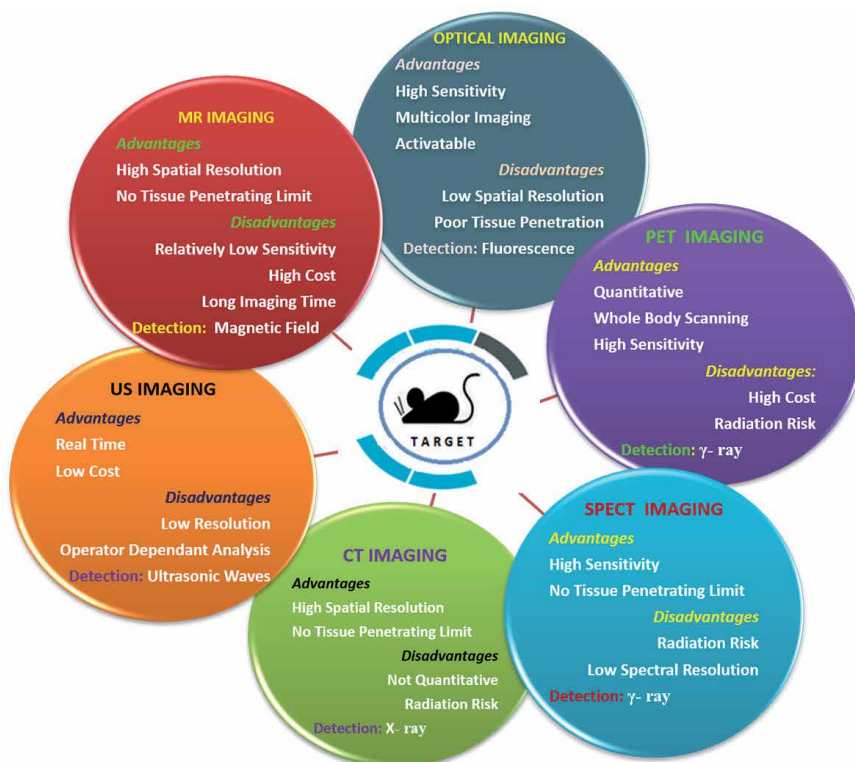 OPTICAL IMAGING
Advantages
High Sensitivity
Multicolor Imaging
Activatable
Disadvantages
Low Spatial Resolution
Poor Tissue Penetration
Detection: Fluorescence
MR IMAGING
Advantages
High Spatial Resolution
No Tissue Penetrating Limit
Disadvantages
Relatively Low Sensitivity
High Cost
Long Imaging Time
Detection: Magnetic Field
PET IMAGING
Advantages
Quantitative
Whole Body Scanning
High Sensitivity
Disadvantages:
High Cost
Radiation Risk
Detection: γ- ray
TARGET
US IMAGING
Advantages
Real Time
Low Cost
Disadvantages
Low Resolution
Operator Dependant Analysis
Detection: Ultrasonic Waves
SPECT IMAGING
Advantages
High Sensitivity
No Tissue Penetrating Limit
Disadvantages
Radiation Risk
Low Spectral Resolution
Detection: γ- ray
CT IMAGING
Advantages
High Spatial Resolution
No Tissue Penetrating Limit
Disadvantages
Not Quantitative
Radiation Risk
Detection: X- ray